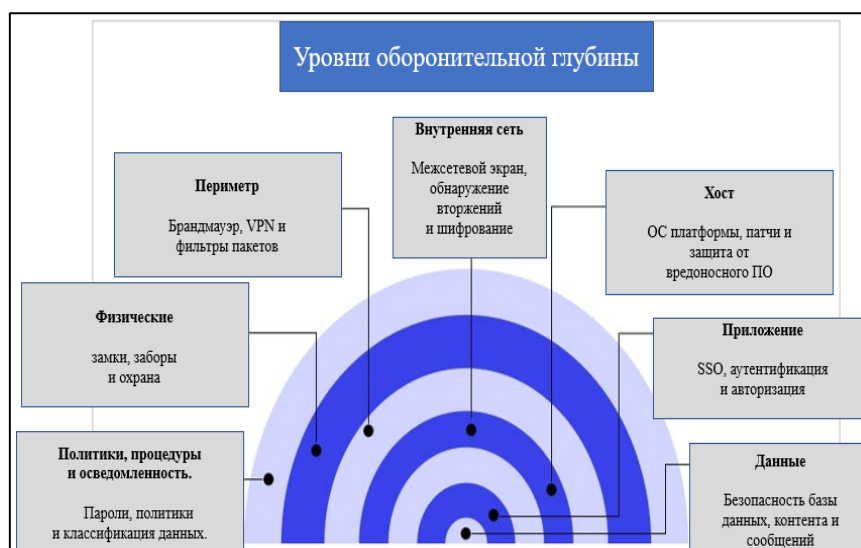 Уровни оборонительной глубины
Внутренняя сеть
Межсетевой экран,
обнаружение
вторжений
и шифрование
Периметр
Брандмауэр, VPN и
фильтры пакетов
Хост
ОС платформы, патчи и
защита от
вредоносного ПО
Физические
замки, заборы
и охрана
Приложение
SSO, аутентификация
и авторизация
Политики, процедуры
и осведомленность.
Пароли, политики
и классификация данных.
Данные
Безопасность базы
данных, контента и
сообщений